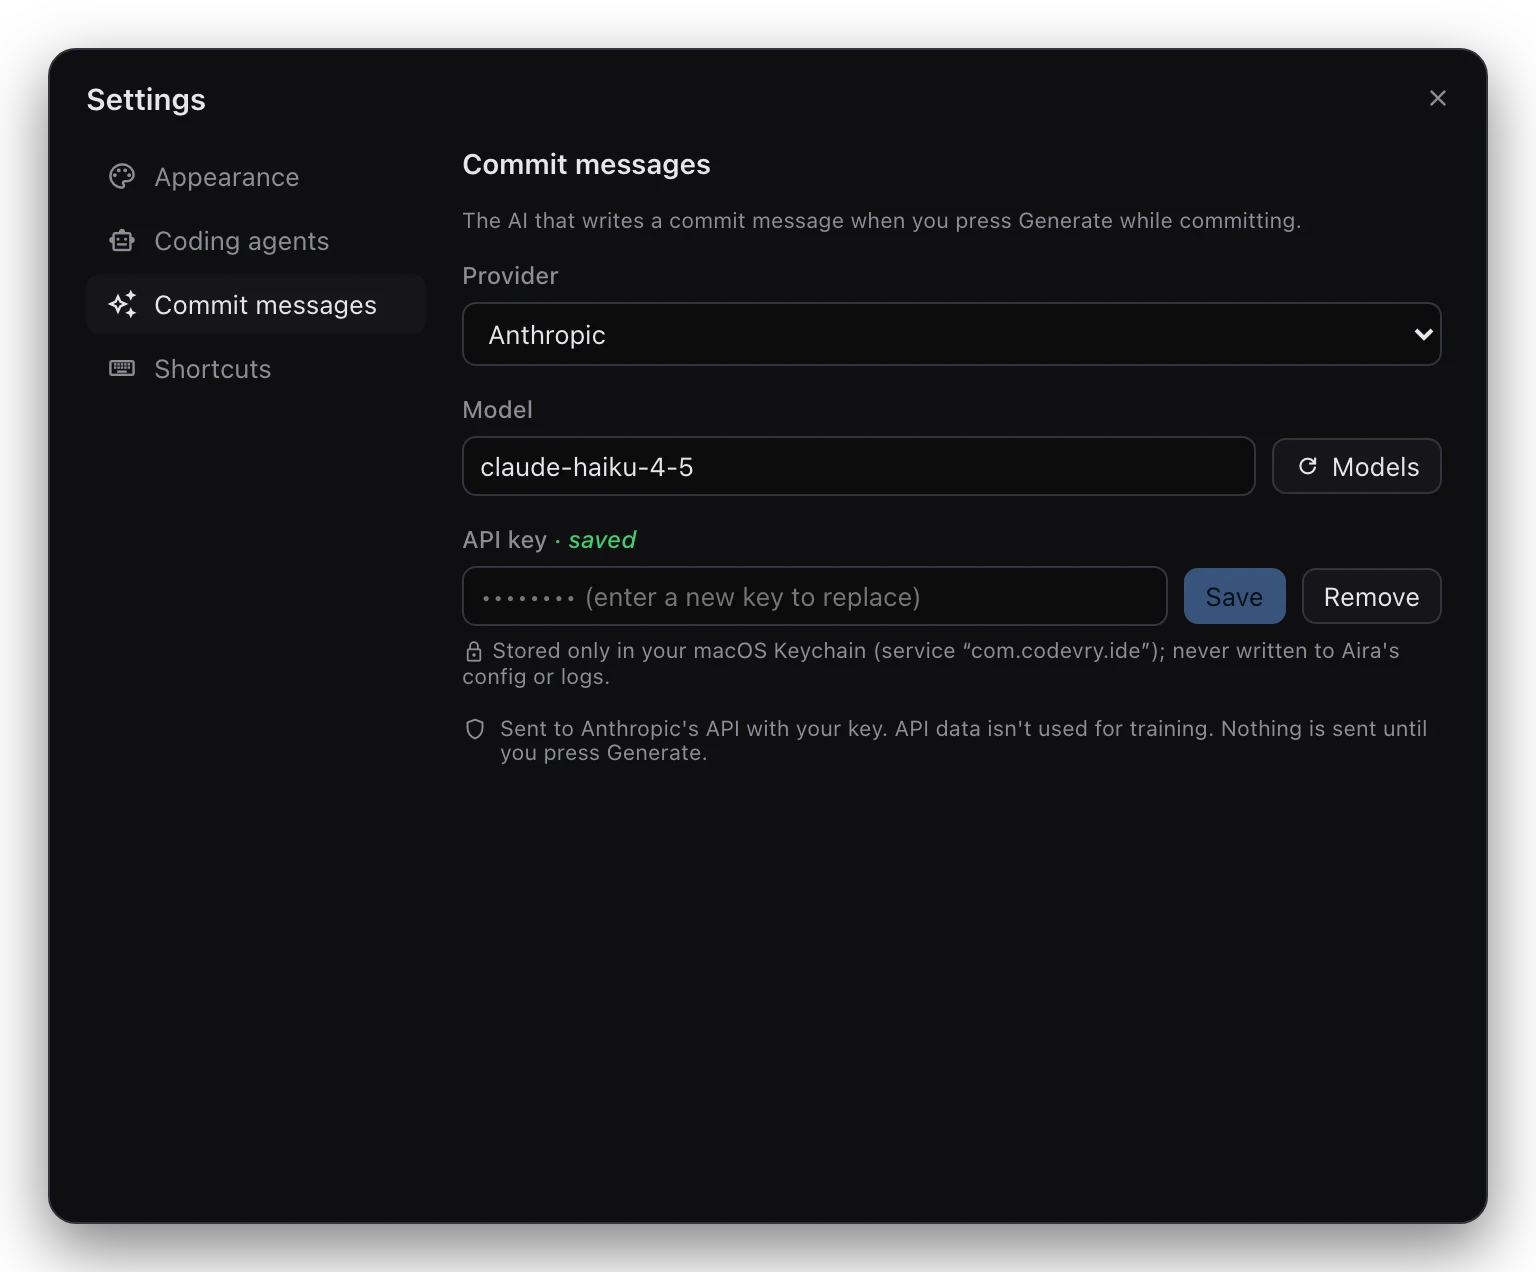 Settings
Appearance
Coding agents
Commit messages
Shortcuts
Commit messages
The AI that writes a commit message when you press Generate while committing.
Provider
Anthropic
Model
claude-haiku-4-5
Models
API key · saved
•••••••• (enter a new key to replace)
Save
Remove
Stored only in your macOS Keychain (service “com.codevry.ide”); never written to Aira's
config or logs.
Sent to Anthropic's API with your key. API data isn't used for training. Nothing is sent until
you press Generate.